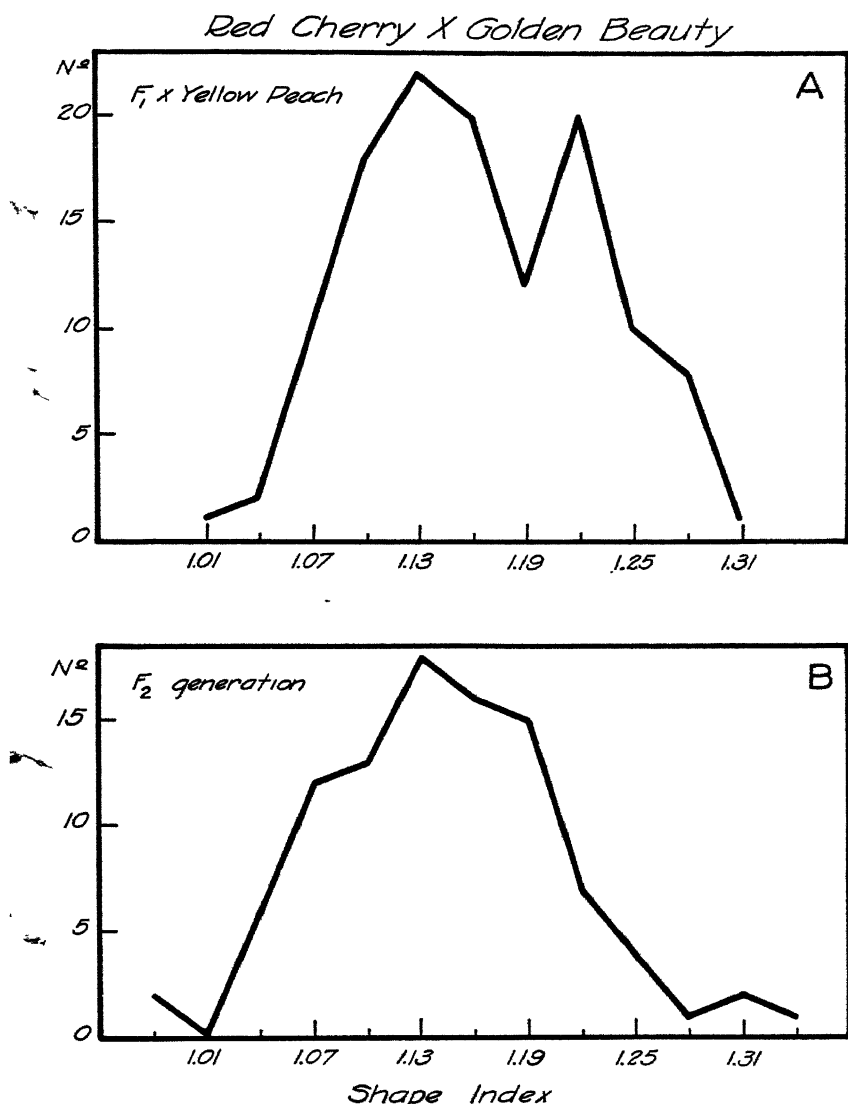 Red Cherry X Golden Beauty
Nº
F₁ x Yellow Peach
A
20
15
10
5
0
1.01 1.07 1.13 1.19 1.25 1.31
Nº
F₂ generation
B
15
10
5
0
1.01 1.07 1.13 1.19 1.25 1.31
Shape Index